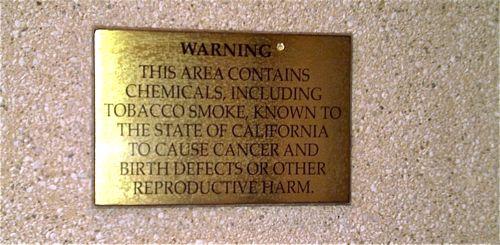 WARNING
THIS AREA CONTAINS
CHEMICALS, INCLUDING
TOBACCO SMOKE, KNOWN TO
THE STATE OF CALIFORNIA
TO CAUSE CANCER AND
BIRTH DEFECTS OR OTHER
REPRODUCTIVE HARM.